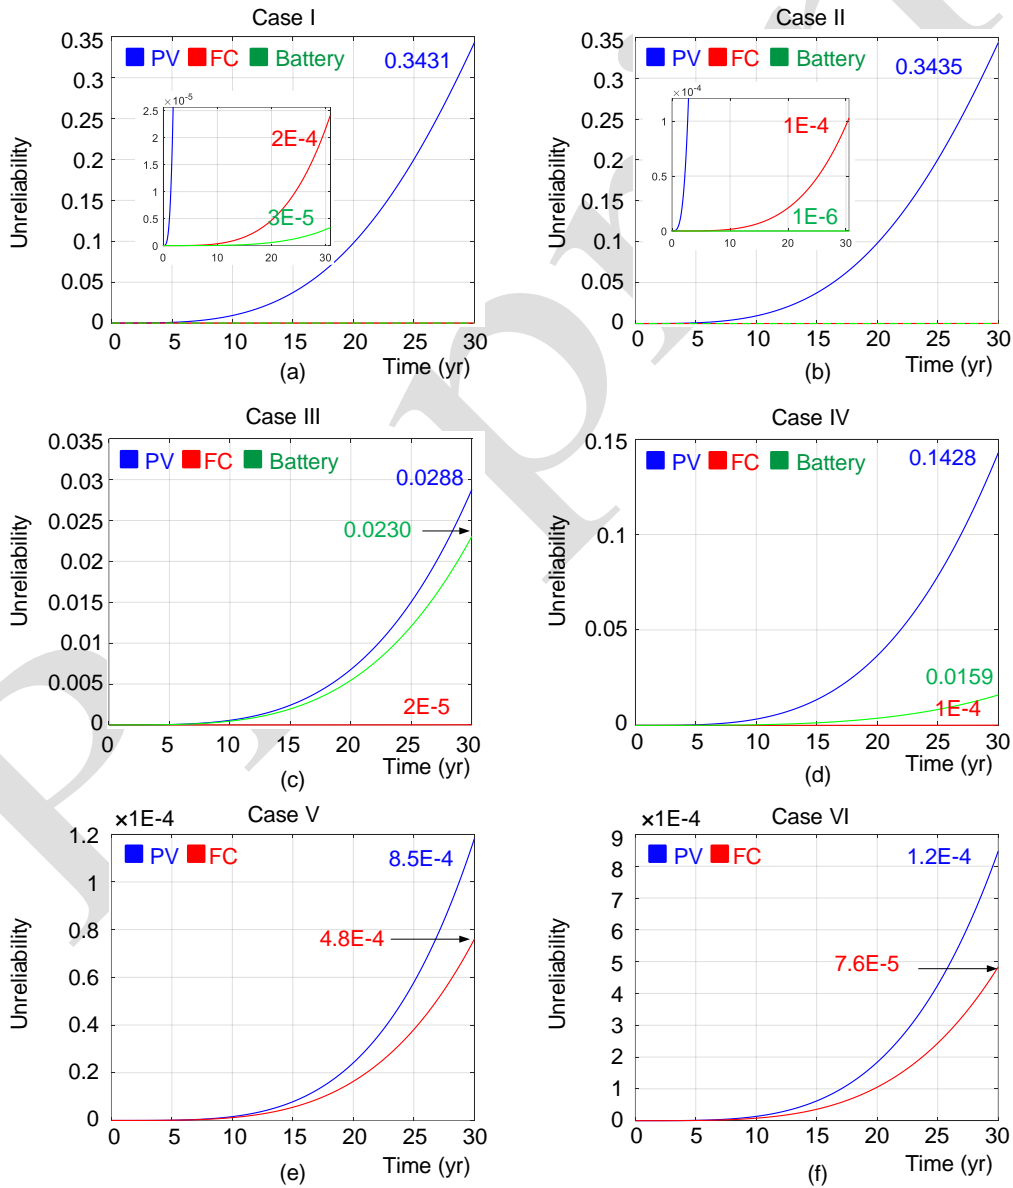 Case I
Unreliability
0.35
0.3
0.25
0.2
0.15
0.1
0.05
0
PV FC Battery
0.3431
×10-5
2.5
2
1.5
1
0.5
0
0 10 20 30
2E-4
3E-5
0 5 10 15 20 25 30
Time (yr)
(a)
Case II
Unreliability
0.35
0.3
0.25
0.2
0.15
0.1
0.05
0
PV FC Battery
0.3435
×10-4
1
0.5
0
0 10 20 30
1E-4
1E-6
0 5 10 15 20 25 30
Time (yr)
(b)
Case III
Unreliability
0.035
0.03
0.025
0.02
0.015
0.01
0.005
0
PV FC Battery
0.0288
0.0230
2E-5
0 5 10 15 20 25 30
Time (yr)
(c)
Case IV
Unreliability
0.15
0.1
0.05
0
PV FC Battery
0.1428
0.0159
1E-4
0 5 10 15 20 25 30
Time (yr)
(d)
Case V
×1E-4
Unreliability
1.2
1
0.8
0.6
0.4
0.2
0
PV FC
8.5E-4
4.8E-4
0 5 10 15 20 25 30
Time (yr)
(e)
Case VI
×1E-4
Unreliability
9
8
7
6
5
4
3
2
1
0
PV FC
1.2E-4
7.6E-5
0 5 10 15 20 25 30
Time (yr)
(f)